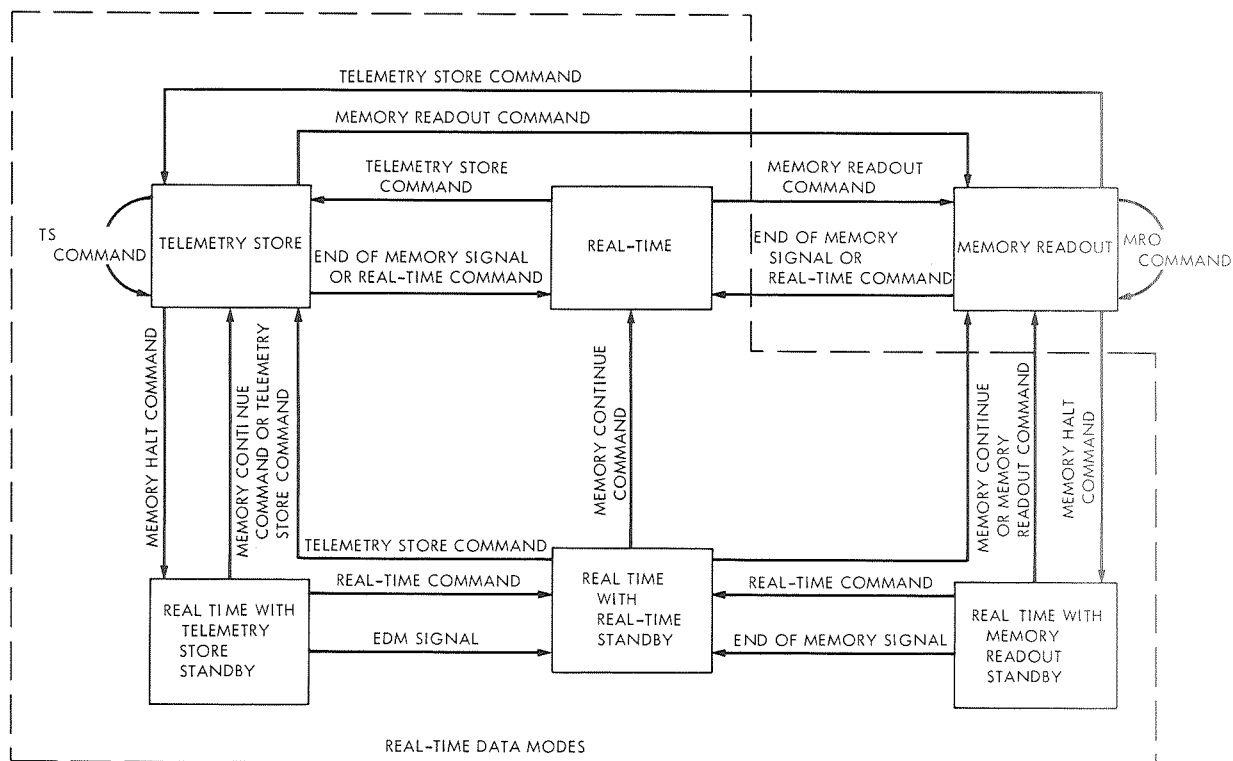 TELEMETRY STORE COMMAND
MEMORY READOUT COMMAND
TELEMETRY STORE
COMMAND
MEMORY READOUT
COMMAND
TS
COMMAND
TELEMETRY STORE
REAL-TIME
MEMORY READOUT
MRO
COMMAND
END OF MEMORY SIGNAL
OR REAL-TIME COMMAND
END OF MEMORY
SIGNAL OR
REAL-TIME COMMAND
MEMORY HALT COMMAND
MEMORY CONTINUE
COMMAND OR TELEMETRY
STORE COMMAND
MEMORY CONTINUE
COMMAND
MEMORY CONTINUE
OR MEMORY
READOUT COMMAND
MEMORY HALT
COMMAND
TELEMETRY STORE COMMAND
REAL-TIME COMMAND
EDM SIGNAL
REAL TIME WITH
TELEMETRY
STORE
STANDBY
REAL TIME
WITH
REAL-TIME
STANDBY
REAL-TIME COMMAND
END OF MEMORY SIGNAL
REAL TIME WITH
MEMORY
READOUT
STANDBY
REAL-TIME DATA MODES